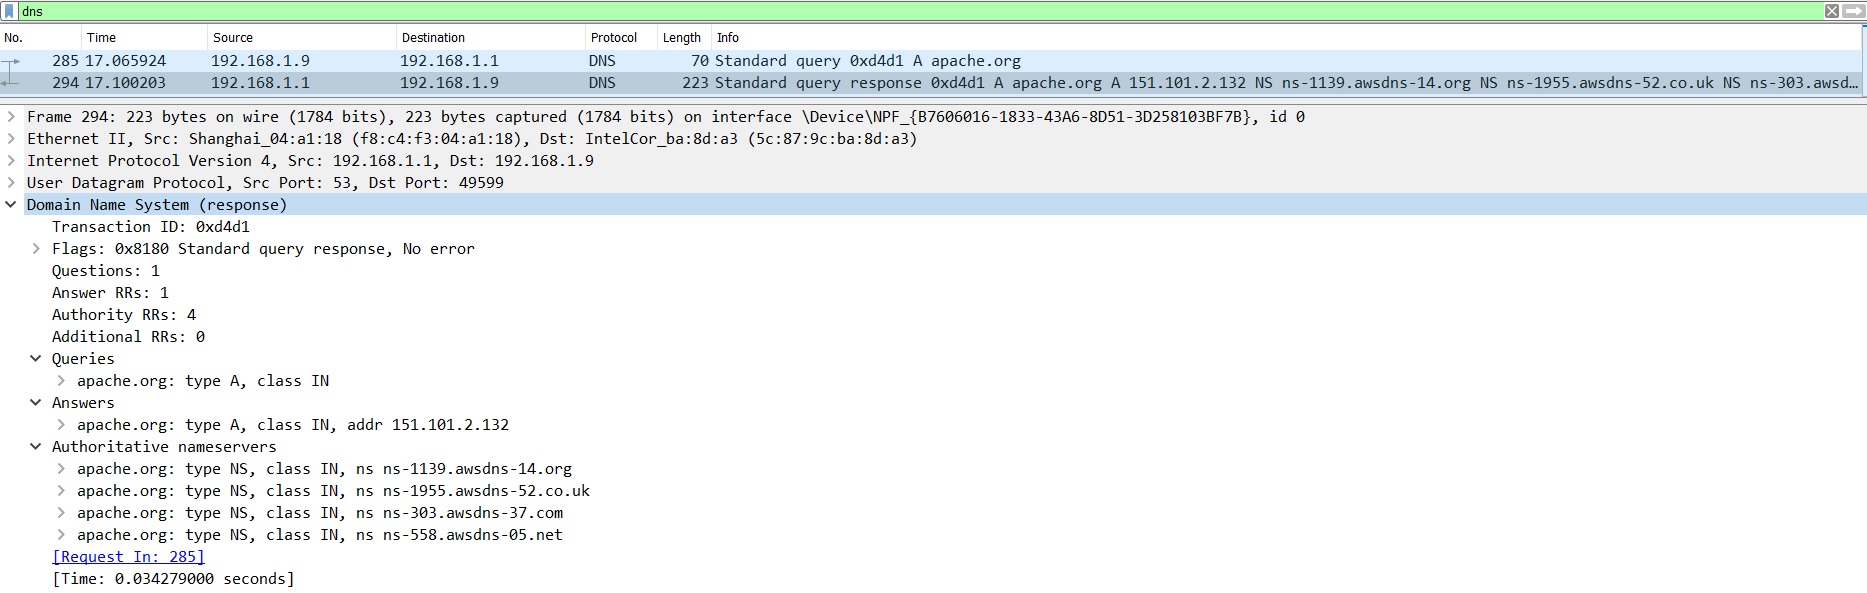 dns
No. Time Source Destination Protocol Length Info
285 17.065924 192.168.1.9 192.168.1.1 DNS 70 Standard query 0xd4d1 A apache.org
294 17.100203 192.168.1.1 192.168.1.9 DNS 223 Standard query response 0xd4d1 A apache.org A 151.101.2.132 NS ns-1139.awsdns-14.org NS ns-1955.awsdns-52.co.uk NS ns-303.awsd…
Frame 294: 223 bytes on wire (1784 bits), 223 bytes captured (1784 bits) on interface \Device\NPF_{B7606016-1833-43A6-8D51-3D258103BF7B}, id 0
Ethernet II, Src: Shanghai_04:a1:18 (f8:c4:f3:04:a1:18), Dst: IntelCor_ba:8d:a3 (5c:87:9c:ba:8d:a3)
Internet Protocol Version 4, Src: 192.168.1.1, Dst: 192.168.1.9
User Datagram Protocol, Src Port: 53, Dst Port: 49599
Domain Name System (response)
Transaction ID: 0xd4d1
Flags: 0x8180 Standard query response, No error
Questions: 1
Answer RRs: 1
Authority RRs: 4
Additional RRs: 0
Queries
apache.org: type A, class IN
Answers
apache.org: type A, class IN, addr 151.101.2.132
Authoritative nameservers
apache.org: type NS, class IN, ns ns-1139.awsdns-14.org
apache.org: type NS, class IN, ns ns-1955.awsdns-52.co.uk
apache.org: type NS, class IN, ns ns-303.awsdns-37.com
apache.org: type NS, class IN, ns ns-558.awsdns-05.net
[Request In: 285]
[Time: 0.034279000 seconds]